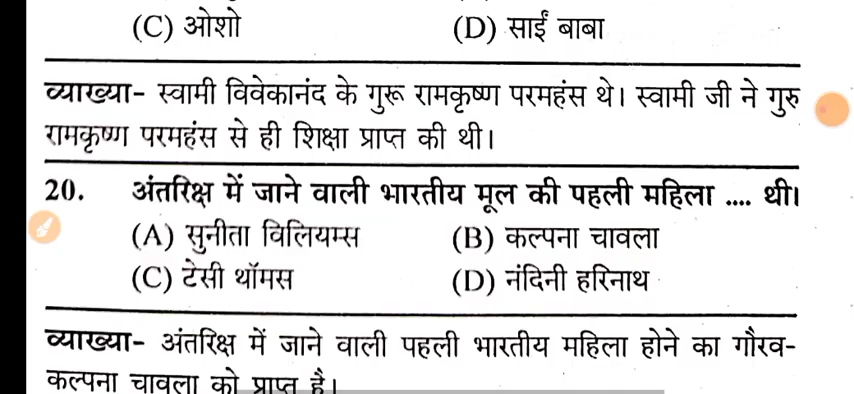 (C) ओशो (D) साईं बाबा
व्याख्या- स्वामी विवेकानंद के गुरू रामकृष्ण परमहंस थे। स्वामी जी ने गुरु
रामकृष्ण परमहंस से ही शिक्षा प्राप्त की थी।
20. अंतरिक्ष में जाने वाली भारतीय मूल की पहली महिला .... थी।
(A) सुनीता विलियम्स (B) कल्पना चावला
(C) टेसी थॉमस (D) नंदिनी हरिनाथ
व्याख्या- अंतरिक्ष में जाने वाली पहली भारतीय महिला होने का गौरव-
कल्पना चावला को प्राप्त है।